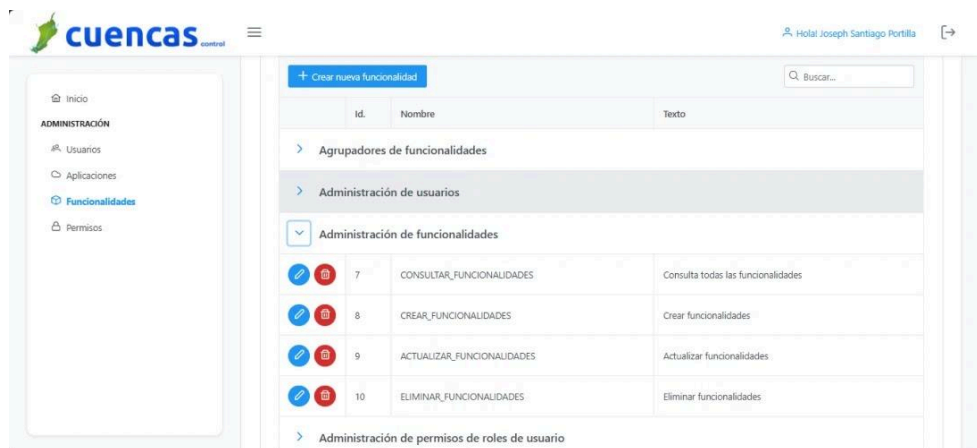 cuencas control
Hola! Joseph Santiago Portilla
Inicio
ADMINISTRACIÓN
Usuarios
Aplicaciones
Funcionalidades
Permisos
+ Crear nueva funcionalidad
Buscar...
Id. Nombre Texto
Agrupadores de funcionalidades
Administración de usuarios
Administración de funcionalidades
7 CONSULTAR_FUNCIONALIDADES Consulta todas las funcionalidades
8 CREAR_FUNCIONALIDADES Crear funcionalidades
9 ACTUALIZAR_FUNCIONALIDADES Actualizar funcionalidades
10 ELIMINAR_FUNCIONALIDADES Eliminar funcionalidades
Administración de permisos de roles de usuario